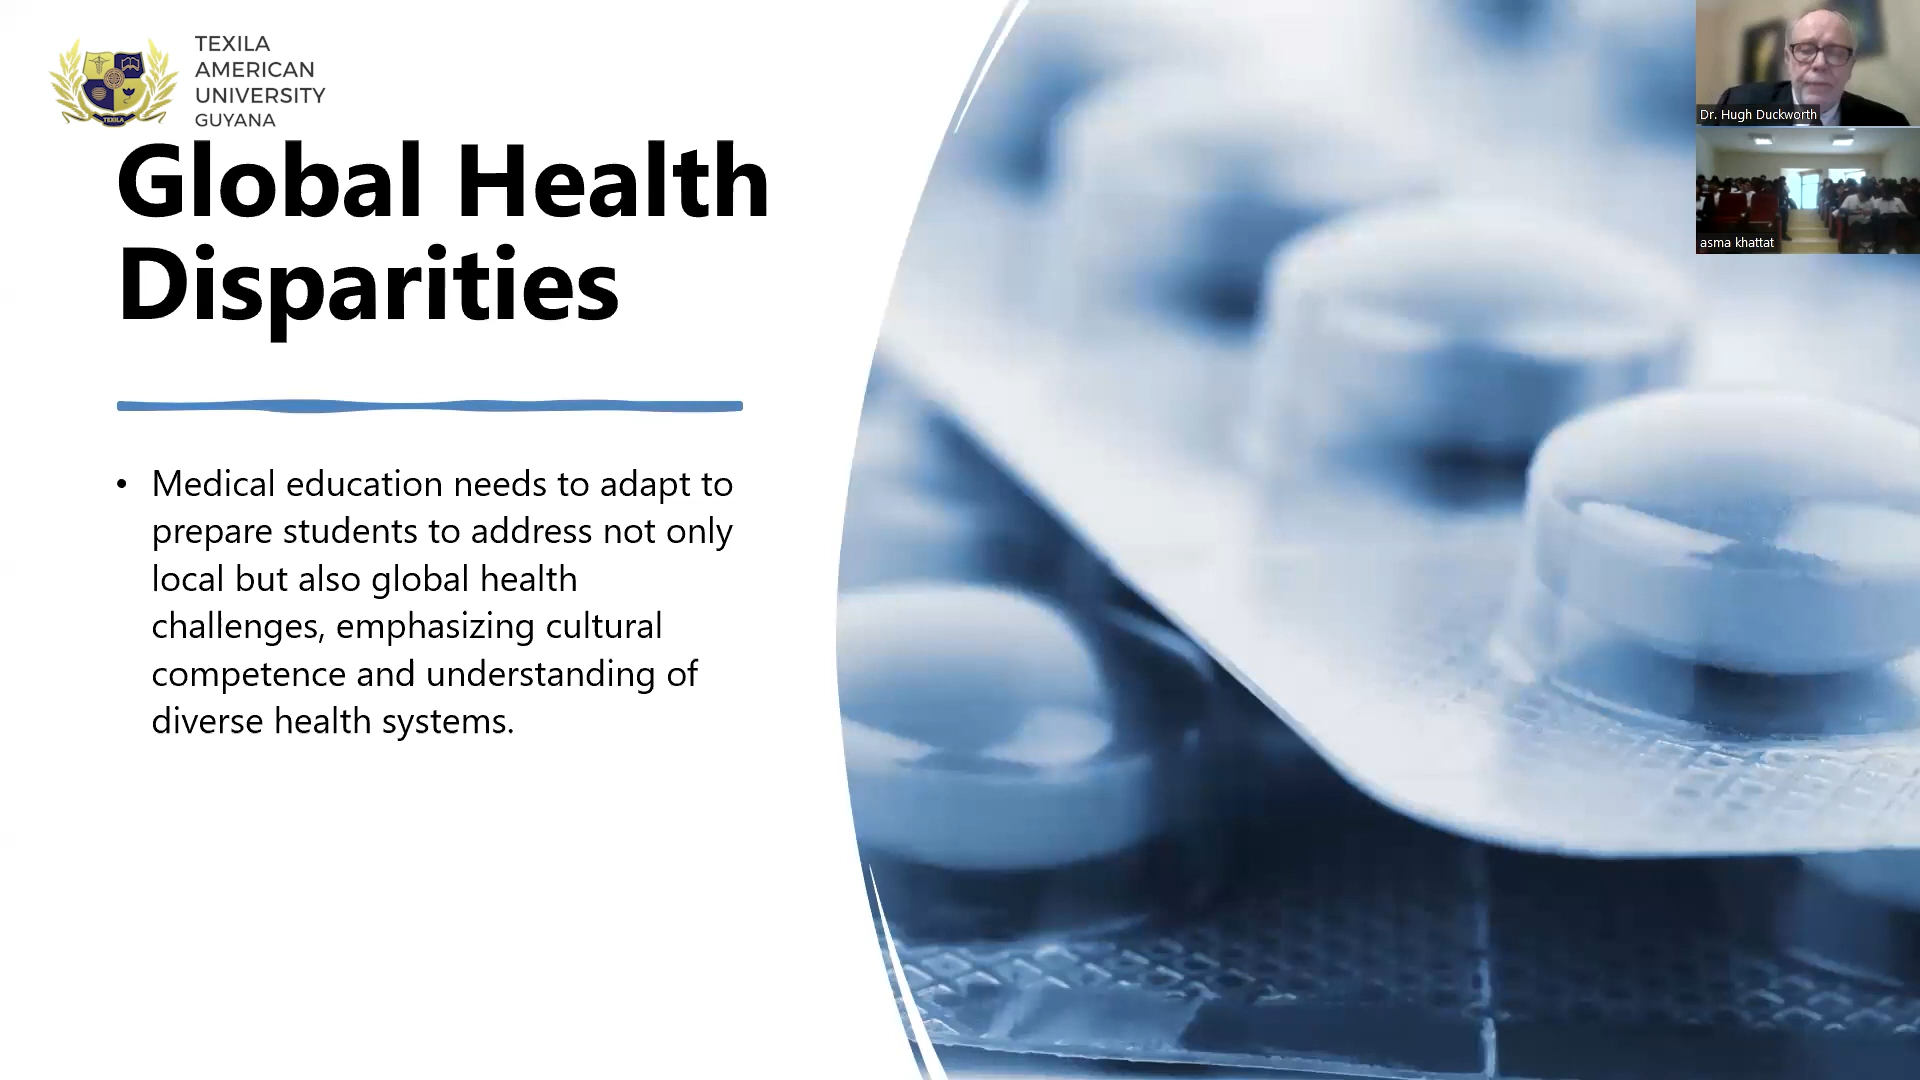 TEXILA
AMERICAN
UNIVERSITY
GUYANA
TEXILA
Global Health
Disparities
• Medical education needs to adapt to
prepare students to address not only
local but also global health
challenges, emphasizing cultural
competence and understanding of
diverse health systems.
Dr. Hugh Duckworth
asma khattat